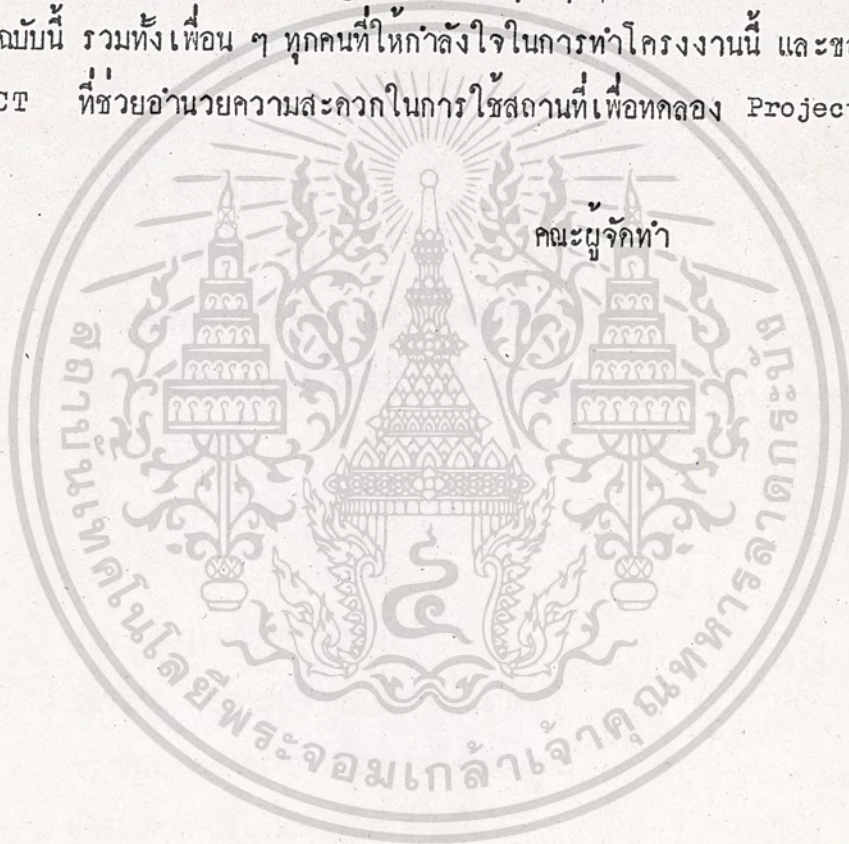 ฉบับนี้ รวมทั้งเพื่อน ๆ ทุกคนที่ให้กำลังใจในการทำโครงงานนี้ และขอ
CT ที่ช่วยอำนวยความสะดวกในการใช้สถานที่เพื่อทดลอง Project
คณะผู้จัดทำ
สถาบันเทคโนโลยีพระจอมเกล้าเจ้าคุณทหารลาดกระบัง